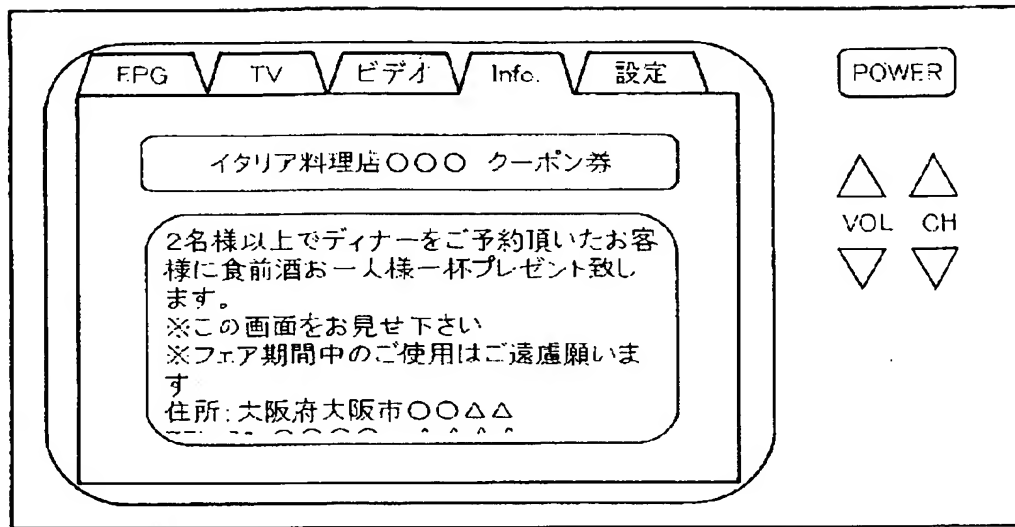 EPG
TV
ビデオ
Info.
設定
POWER
イタリア料理店○○○ クーポン券
VOL CH
2名様以上でディナーをご予約頂いたお客
様に食前酒お一人様一杯プレゼント致し
ます。
※この画面をお見せ下さい
※フェア期間中のご使用はご遠慮願いま
す
住所:大阪府大阪市○○△△